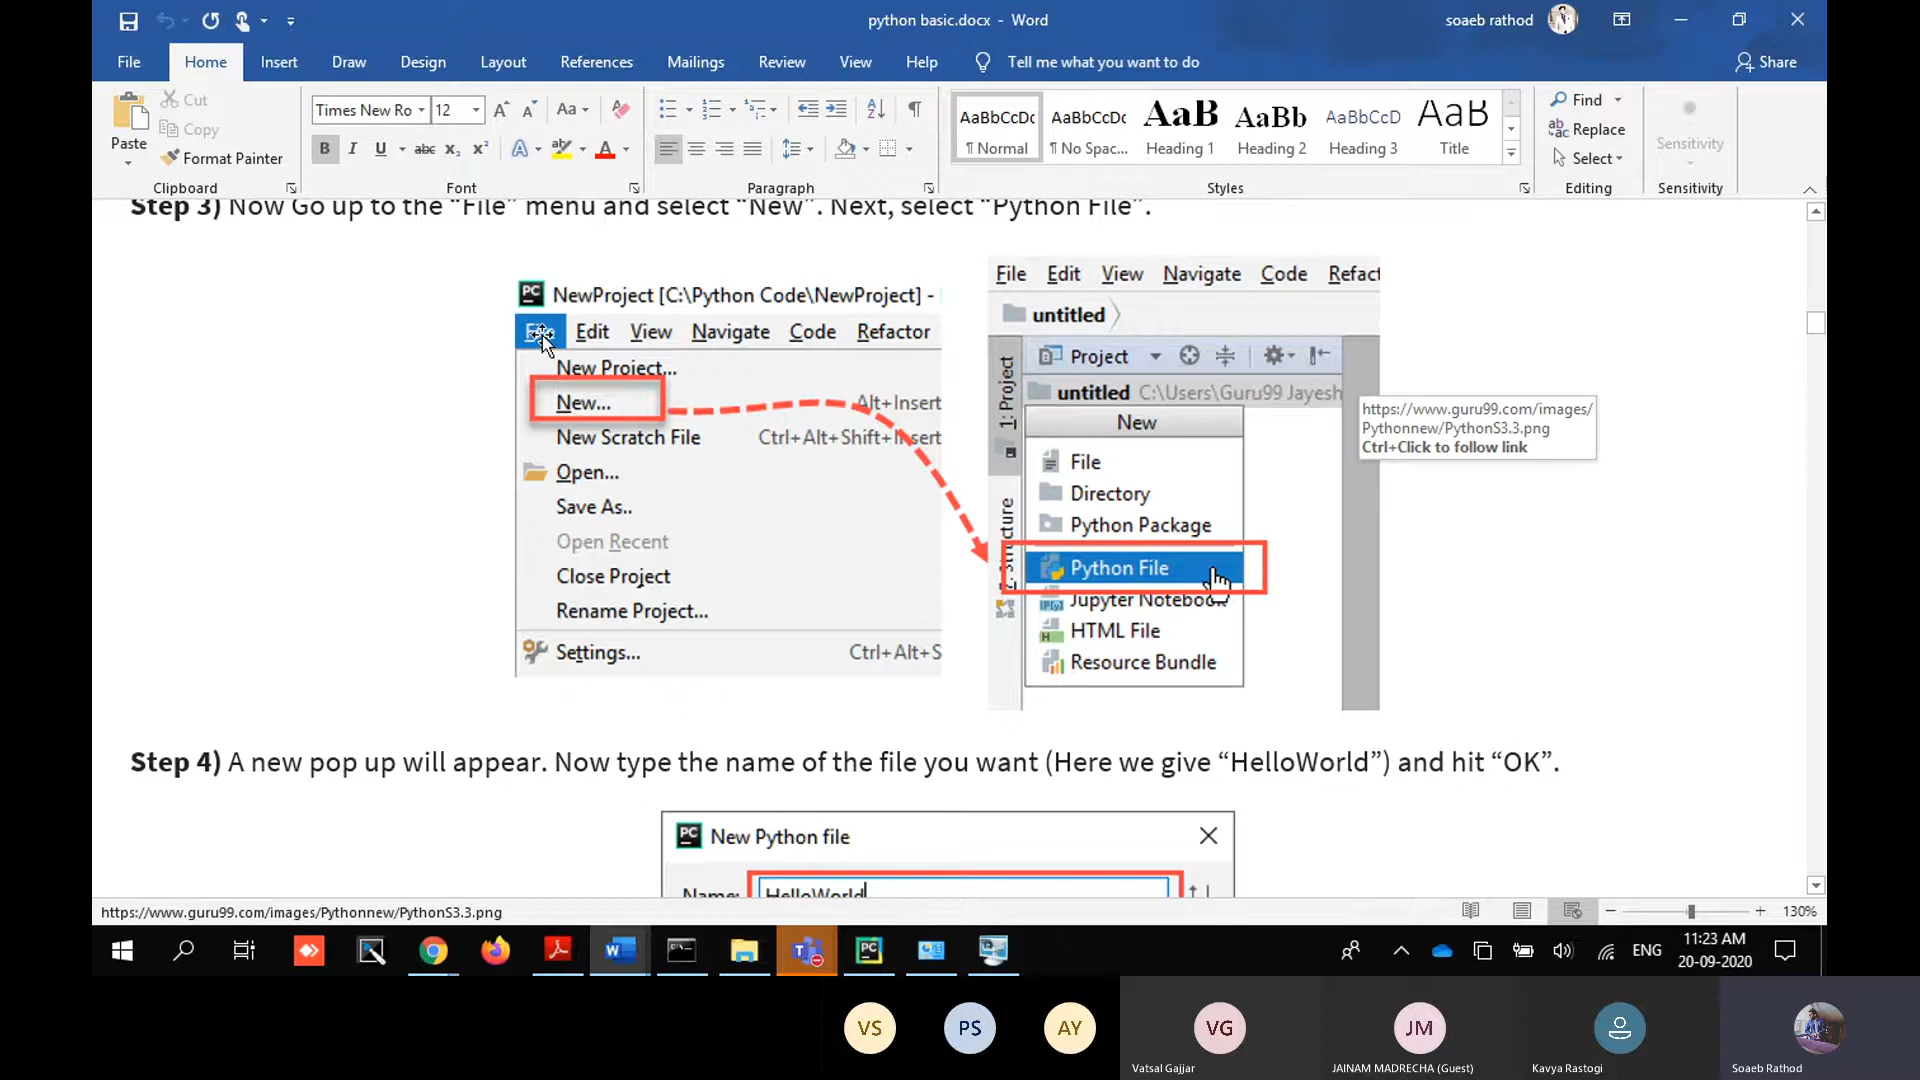 python basic.docx - Word
soaeb rathod
File Home Insert Draw Design Layout References Mailings Review View Help Tell me what you want to do Share
Paste
Cut
Copy
Format Painter
Clipboard
Times New Ro 12
Font
Paragraph
AaBbCcDc AaBbCcDc AaB AaBb AaBbCcD AaB
¶ Normal ¶ No Spac... Heading 1 Heading 2 Heading 3 Title
Styles
Find
Replace
Select
Editing
Sensitivity
Sensitivity
Step 3) Now Go up to the “File” menu and select “New”. Next, select “Python File”.
NewProject [C:\Python Code\NewProject] -
File Edit View Navigate Code Refactor
New Project...
New... Alt+Insert
New Scratch File Ctrl+Alt+Shift+Insert
Open...
Save As..
Open Recent
Close Project
Rename Project...
Settings... Ctrl+Alt+S
File Edit View Navigate Code Refact
untitled
1: Project
Project
untitled C:\Users\Guru99 Jayesh
New
File
Directory
Python Package
Python File
Jupyter Notebook
HTML File
Resource Bundle
Structure
https://www.guru99.com/images/
Pythonnew/PythonS3.3.png
Ctrl+Click to follow link
Step 4) A new pop up will appear. Now type the name of the file you want (Here we give “HelloWorld”) and hit “OK”.
New Python file
Name: HelloWorld
https://www.guru99.com/images/Pythonnew/PythonS3.3.png
130%
ENG
11:23 AM
20-09-2020
VS PS AY VG JM
Vatsal Gajjar JAINAM MADRECHA (Guest) Kavya Rastogi Soaeb Rathod